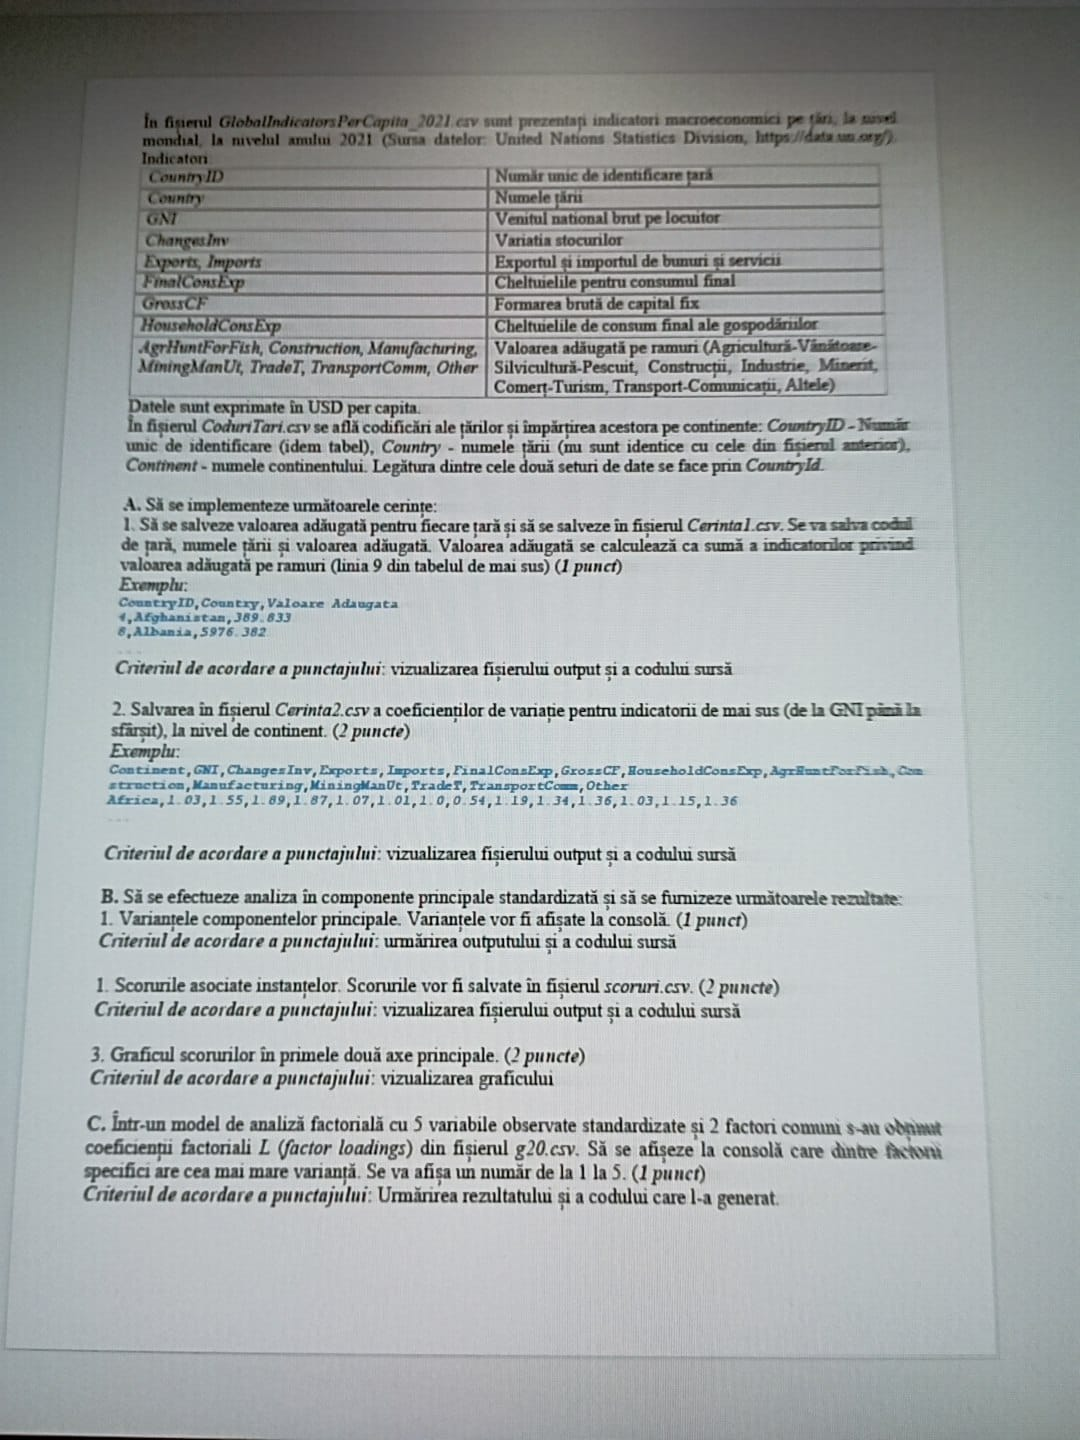 În fișierul GlobalIndicatorsPerCapita_2021.csv sunt prezentați indicatori macroeconomici pe țări, la nivel
mondial, la nivelul anului 2021 (Sursa datelor: United Nations Statistics Division, https://data.un.org/).
Indicatori
CountryID Număr unic de identificare țară
Country Numele țării
GNI Venitul national brut pe locuitor
ChangesInv Variatia stocurilor
Exports, Imports Exportul și importul de bunuri și servicii
FinalConsExp Cheltuielile pentru consumul final
GrossCF Formarea brută de capital fix
HouseholdConsExp Cheltuielile de consum final ale gospodăriilor
AgrHuntForFish, Construction, Manufacturing, Valoarea adăugată pe ramuri (Agricultură-Vânătoare-
MiningManUt, TradeT, TransportComm, Other Silvicultură-Pescuit, Construcții, Industrie, Minerit,
Comerț-Turism, Transport-Comunicații, Altele)
Datele sunt exprimate în USD per capita.
În fișierul CoduriTari.csv se află codificări ale țărilor și împărțirea acestora pe continente: CountryID - Număr
unic de identificare (idem tabel), Country - numele țării (nu sunt identice cu cele din fișierul anterior),
Continent - numele continentului. Legătura dintre cele două seturi de date se face prin CountryId.
A. Să se implementeze următoarele cerințe:
1. Să se salveze valoarea adăugată pentru fiecare țară și să se salveze în fișierul Cerinta1.csv. Se va salva codul
de țară, numele țării și valoarea adăugată. Valoarea adăugată se calculează ca sumă a indicatorilor privind
valoarea adăugată pe ramuri (linia 9 din tabelul de mai sus) (1 punct)
Exemplu:
CountryID,Country,Valoare Adaugata
4,Afghanistan,389.833
8,Albania,5976.382
...
Criteriul de acordare a punctajului: vizualizarea fișierului output și a codului sursă
2. Salvarea în fișierul Cerinta2.csv a coeficienților de variație pentru indicatorii de mai sus (de la GNI până la
sfârșit), la nivel de continent. (2 puncte)
Exemplu:
Continent,GNI,ChangesInv,Exports,Imports,FinalConsExp,GrossCF,HouseholdConsExp,AgrHuntForFish,Con
struction,Manufacturing,MiningManUt,TradeT,TransportComm,Other
Africa,1.03,1.55,1.89,1.87,1.07,1.01,1.0,0.54,1.19,1.34,1.36,1.03,1.15,1.36
...
Criteriul de acordare a punctajului: vizualizarea fișierului output și a codului sursă
B. Să se efectueze analiza în componente principale standardizată și să se furnizeze următoarele rezultate:
1. Varianțele componentelor principale. Varianțele vor fi afișate la consolă. (1 punct)
Criteriul de acordare a punctajului: urmărirea outputului și a codului sursă
1. Scorurile asociate instanțelor. Scorurile vor fi salvate în fișierul scoruri.csv. (2 puncte)
Criteriul de acordare a punctajului: vizualizarea fișierului output și a codului sursă
3. Graficul scorurilor în primele două axe principale. (2 puncte)
Criteriul de acordare a punctajului: vizualizarea graficului
C. Într-un model de analiză factorială cu 5 variabile observate standardizate și 2 factori comuni s-au obținut
coeficienții factoriali L (factor loadings) din fișierul g20.csv. Să se afișeze la consolă care dintre factorii
specifici are cea mai mare varianță. Se va afișa un număr de la 1 la 5. (1 punct)
Criteriul de acordare a punctajului: Urmărirea rezultatului și a codului care l-a generat.